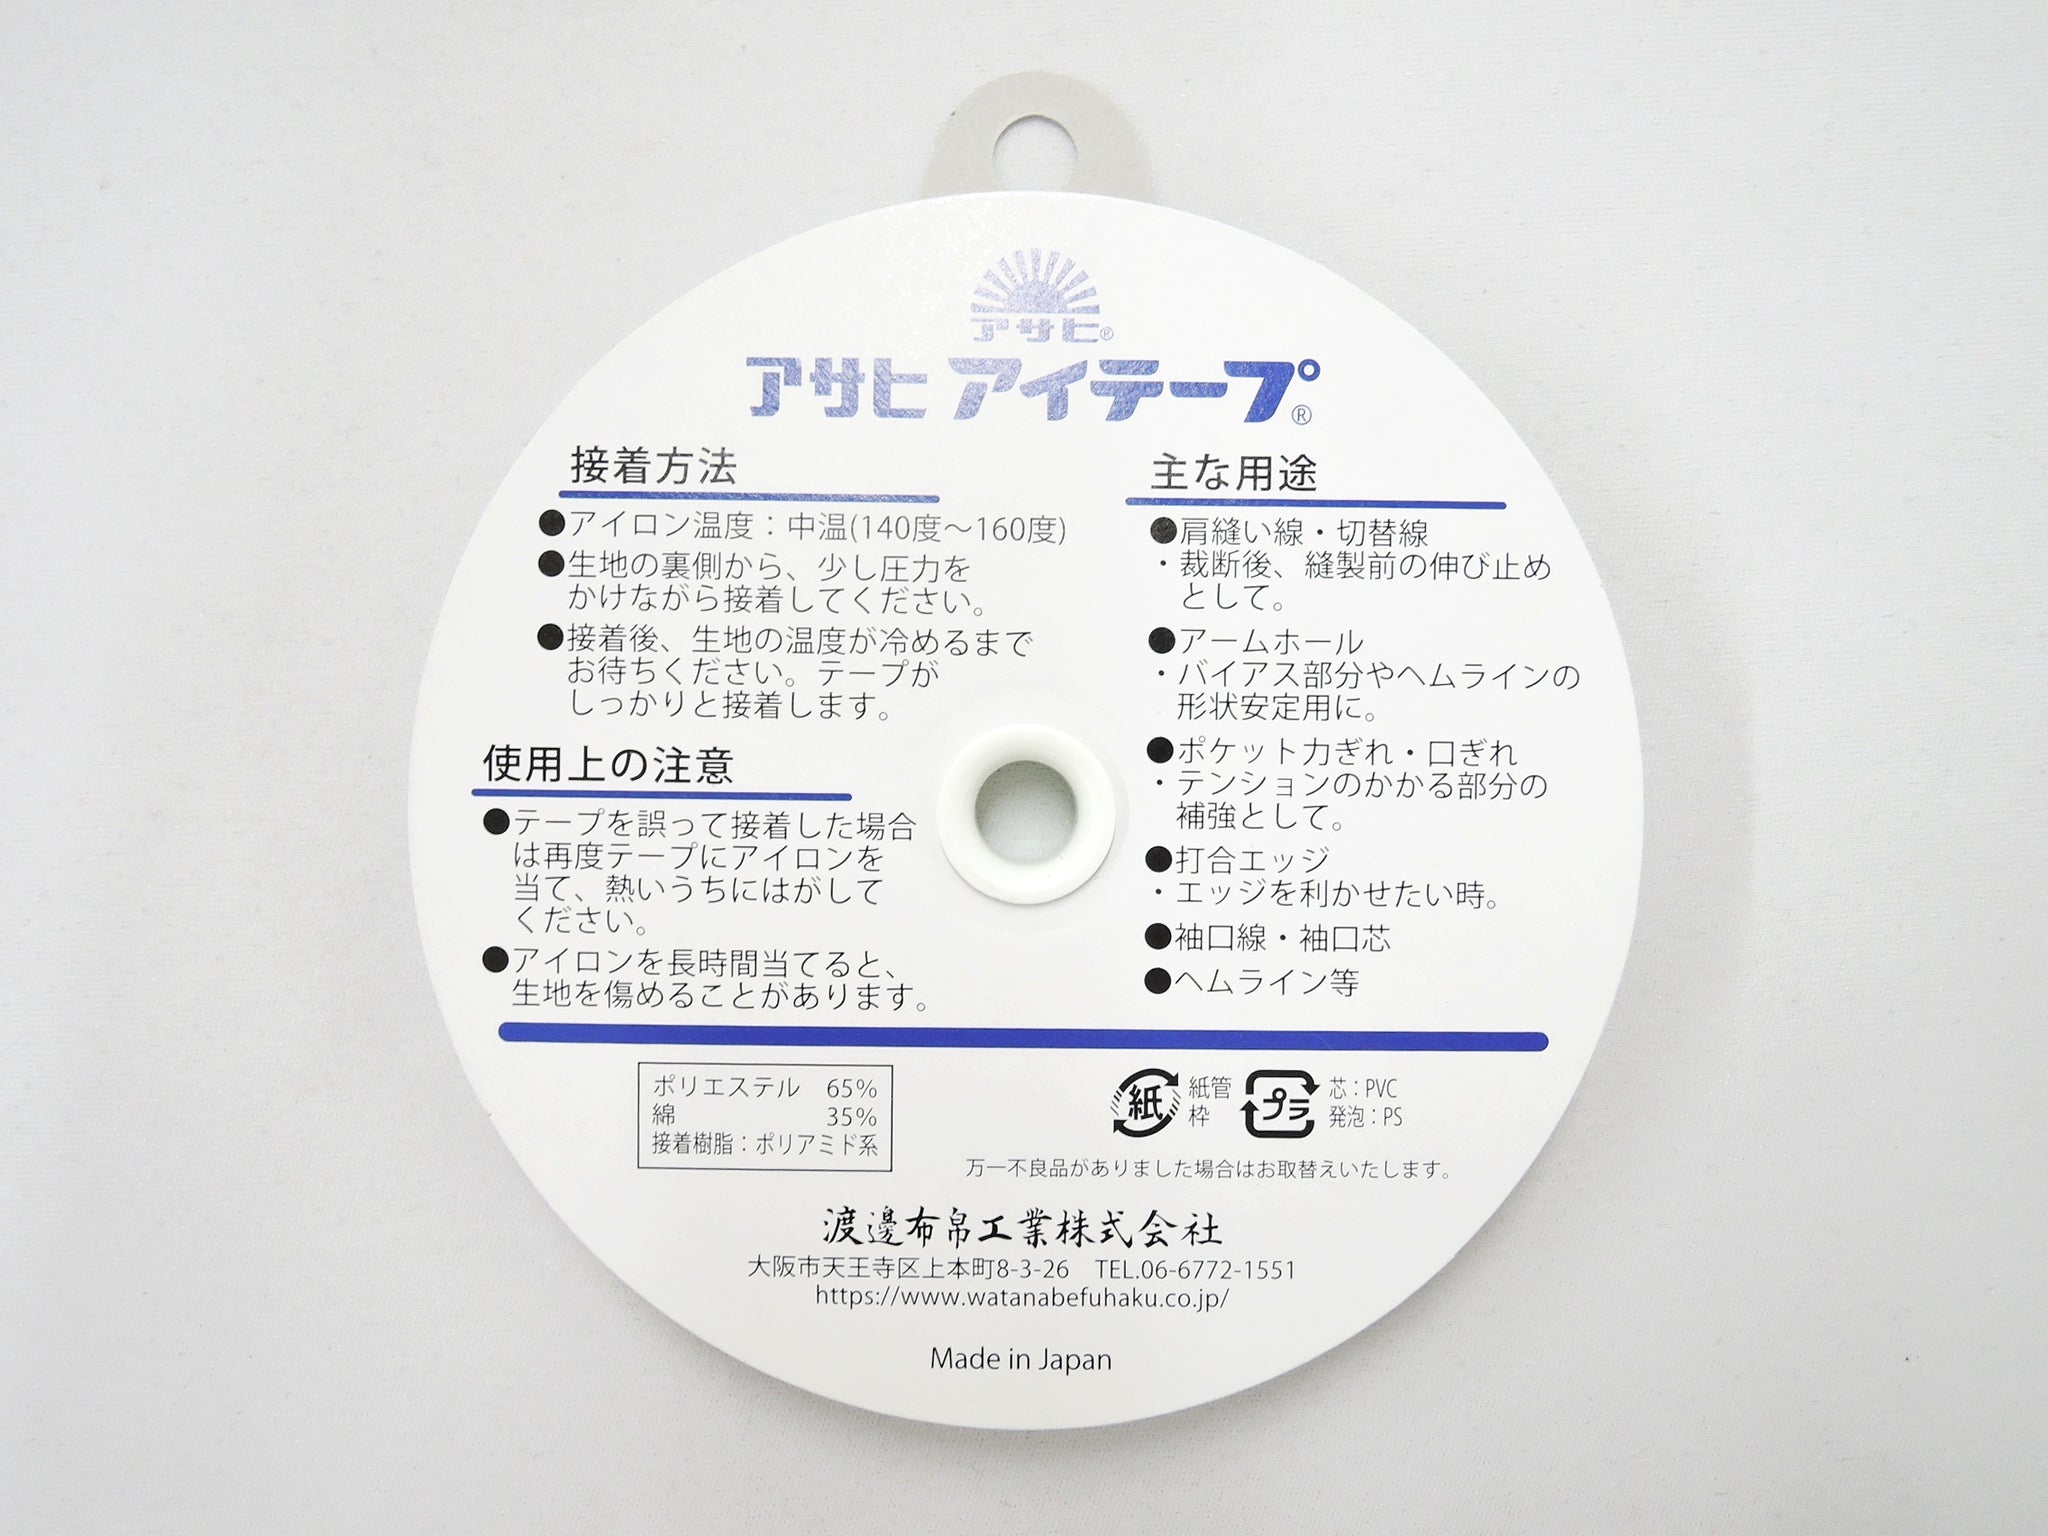 アサヒ®
アサヒ アイテープ®
接着方法
●アイロン温度：中温(140度～160度)
●生地の裏側から、少し圧力を
かけながら接着してください。
●接着後、生地の温度が冷めるまで
お待ちください。テープが
しっかりと接着します。
使用上の注意
●テープを誤って接着した場合
は再度テープにアイロンを
当て、熱いうちにはがして
ください。
●アイロンを長時間当てると、
生地を傷めることがあります。
主な用途
●肩縫い線・切替線
・裁断後、縫製前の伸び止め
として。
●アームホール
・バイアス部分やヘムラインの
形状安定用に。
●ポケット力ぎれ・口ぎれ
・テンションのかかる部分の
補強として。
●打合エッジ
・エッジを利かせたい時。
●袖口線・袖口芯
●ヘムライン等
ポリエステル 65%
綿 35%
接着樹脂：ポリアミド系
紙 紙管
枠
プラ 芯：PVC
発泡：PS
万一不良品がありました場合はお取替えいたします。
渡邊布帛工業株式会社
大阪市天王寺区上本町8-3-26 TEL.06-6772-1551
https://www.watanabefuhaku.co.jp/
Made in Japan